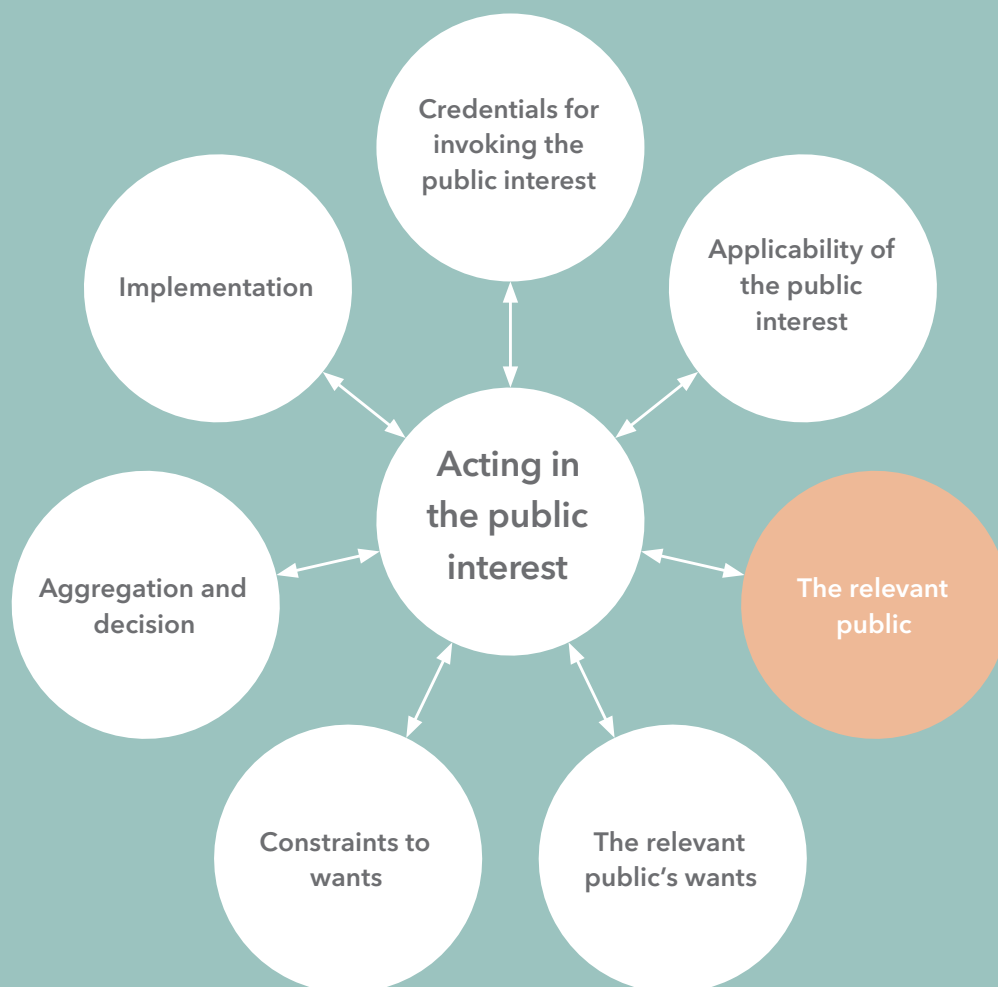 Credentials for
invoking the
public interest
Applicability of
the public
interest
The relevant
public
The relevant
public’s wants
Constraints to
wants
Aggregation and
decision
Implementation
Acting in
the public
interest